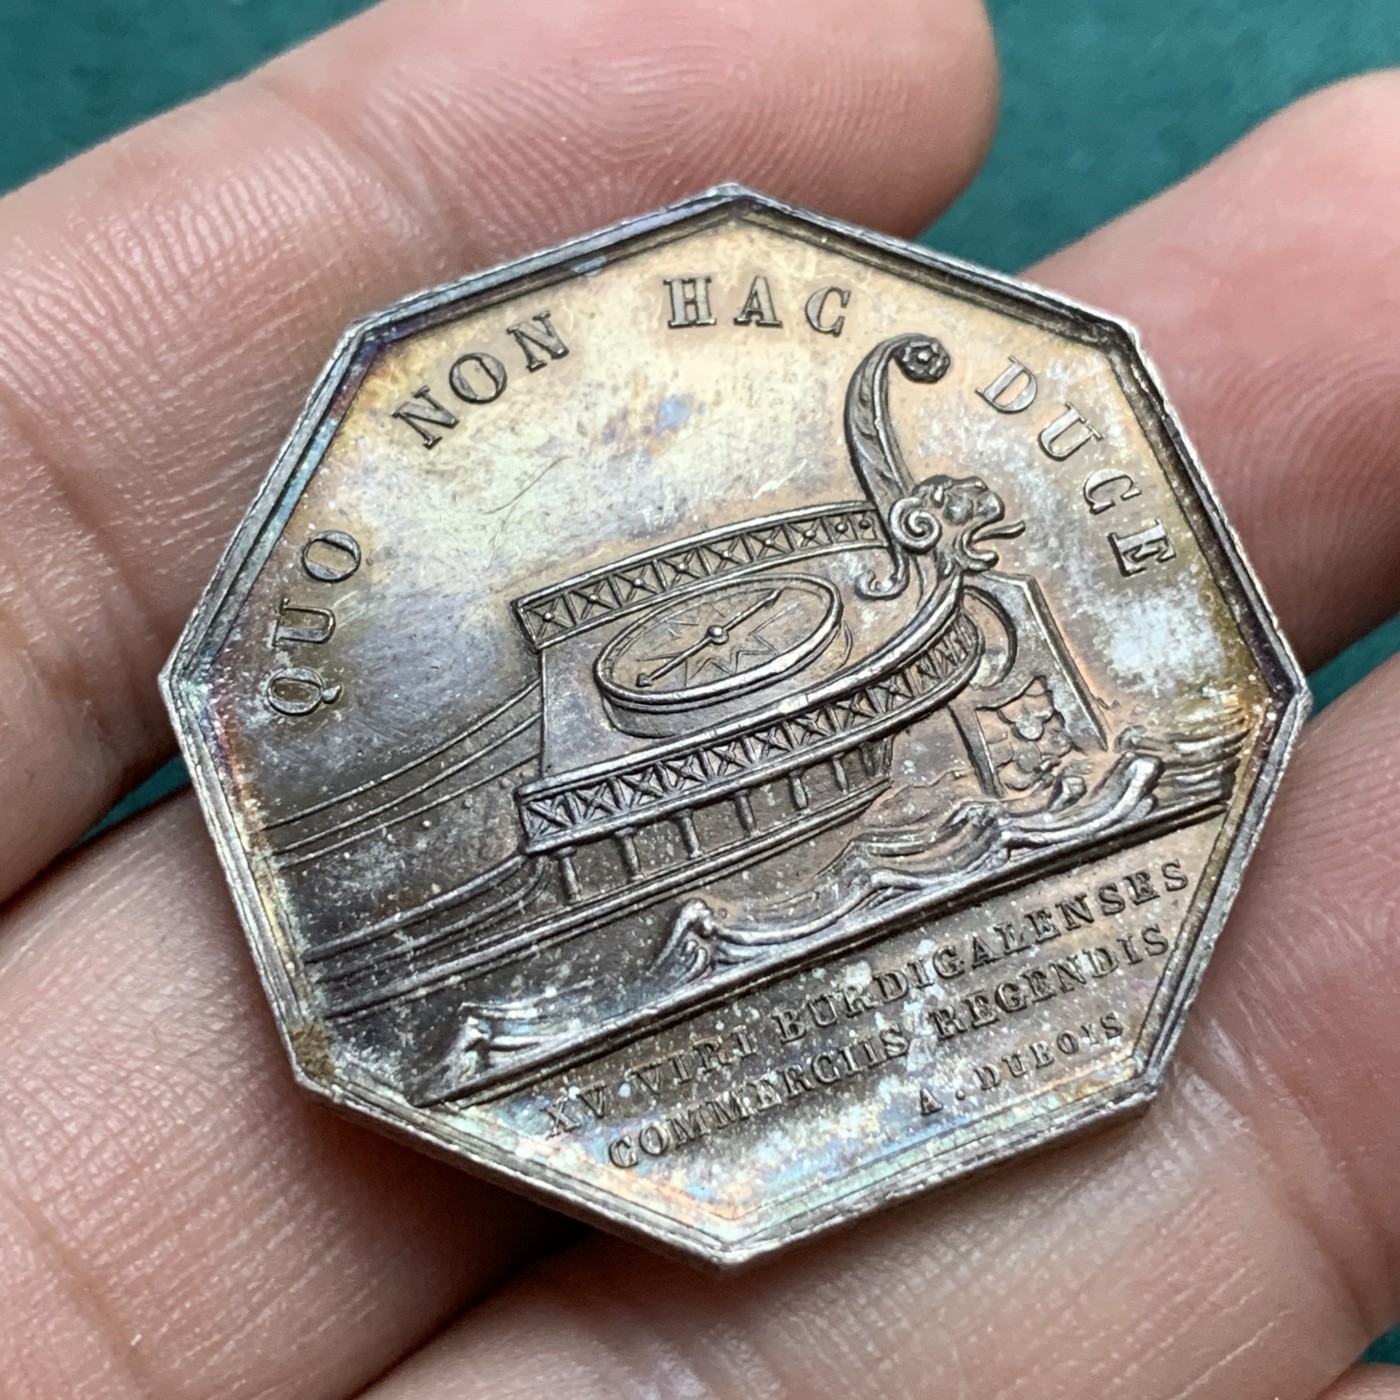 QUO NON HAC DUCE
XV VIRI BURDIGALENSES
COMMERCIIS REGENDIS
A. DUBOIS